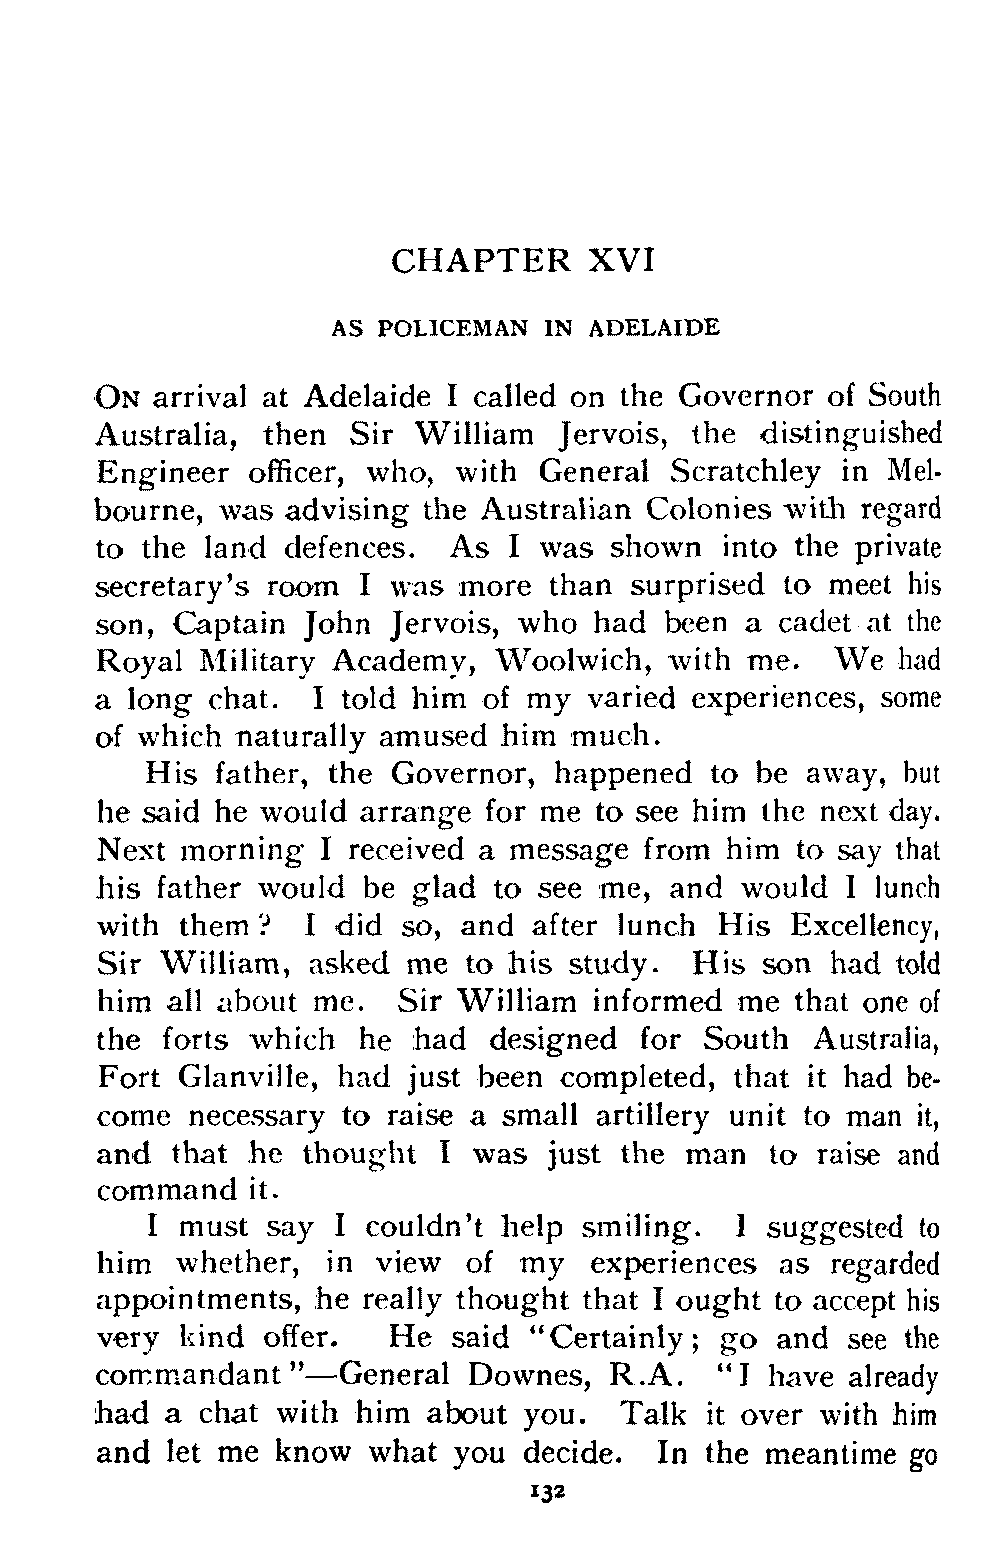 CHAPTER XVI
AS POLICEMAN IN ADELAIDE
ON arrival at Adelaide I called on the Governor of South
Australia, then Sir William Jervois, the distinguished
Engineer officer, who, with General Scratchley in Mel-
bourne, was advising the Australian Colonies with regard
to the land defences. As I was shown into the private
secretary's room I was more than surprised to meet his
son, Captain John Jervois, who had been a cadet at the
Royal Military Academy, Woolwich, with me. We had
a long chat. I told him of my varied experiences, some
of which naturally amused him much.
His father, the Governor, happened to be away, but
he said he would arrange for me to see him the next day.
Next morning I received a message from him to say that
his father would be glad to see me, and would I lunch
with them? I did so, and after lunch His Excellency,
Sir William, asked me to his study. His son had told
him all about me. Sir William informed me that one of
the forts which he had designed for South Australia,
Fort Glanville, had just been completed, that it had be-
come necessary to raise a small artillery unit to man it,
and that he thought I was just the man to raise and
command it.
I must say I couldn't help smiling. I suggested to
him whether, in view of my experiences as regarded
appointments, he really thought that I ought to accept his
very kind offer. He said "Certainly; go and see the
commandant"—General Downes, R.A. "I have already
had a chat with him about you. Talk it over with him
and let me know what you decide. In the meantime go
132